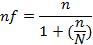 nf = n / 1 + (n/N)